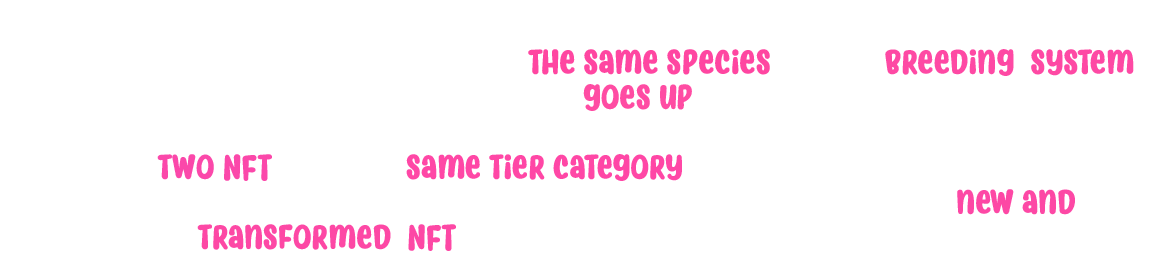 THE SAME SPECIES BREEDING SYSTEM
GOES UP
TWO NFT SAME TIER CATEGORY
NEW AND
TRANSFORMED NFT